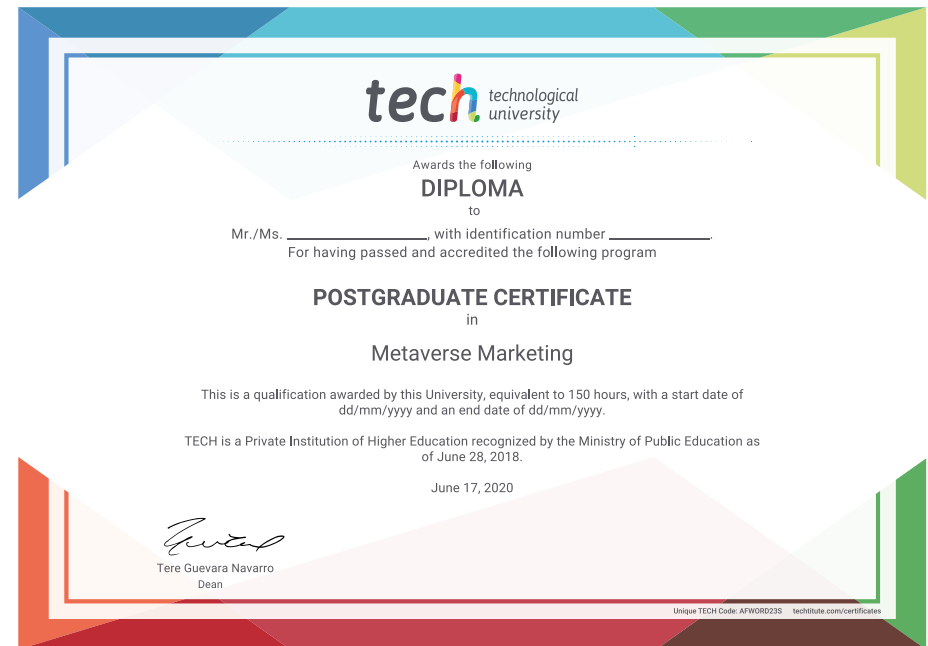 tech technological
university
Awards the following
DIPLOMA
to
Mr./Ms. ____________________, with identification number ______________.
For having passed and accredited the following program
POSTGRADUATE CERTIFICATE
in
Metaverse Marketing
This is a qualification awarded by this University, equivalent to 150 hours, with a start date of
dd/mm/yyyy and an end date of dd/mm/yyyy.
TECH is a Private Institution of Higher Education recognized by the Ministry of Public Education as
of June 28, 2018.
June 17, 2020
Tere Guevara Navarro
Dean
Unique TECH Code: AFWORD23S techtitute.com/certificates